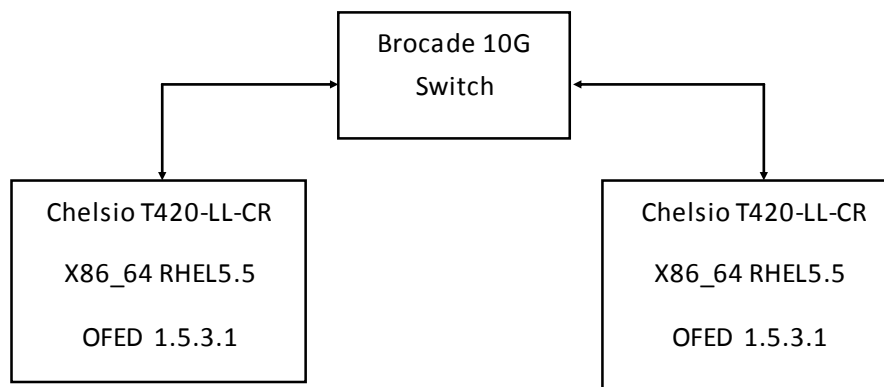 Brocade 10G
Switch
Chelsio T420-LL-CR
X86_64 RHEL5.5
OFED 1.5.3.1
Chelsio T420-LL-CR
X86_64 RHEL5.5
OFED 1.5.3.1